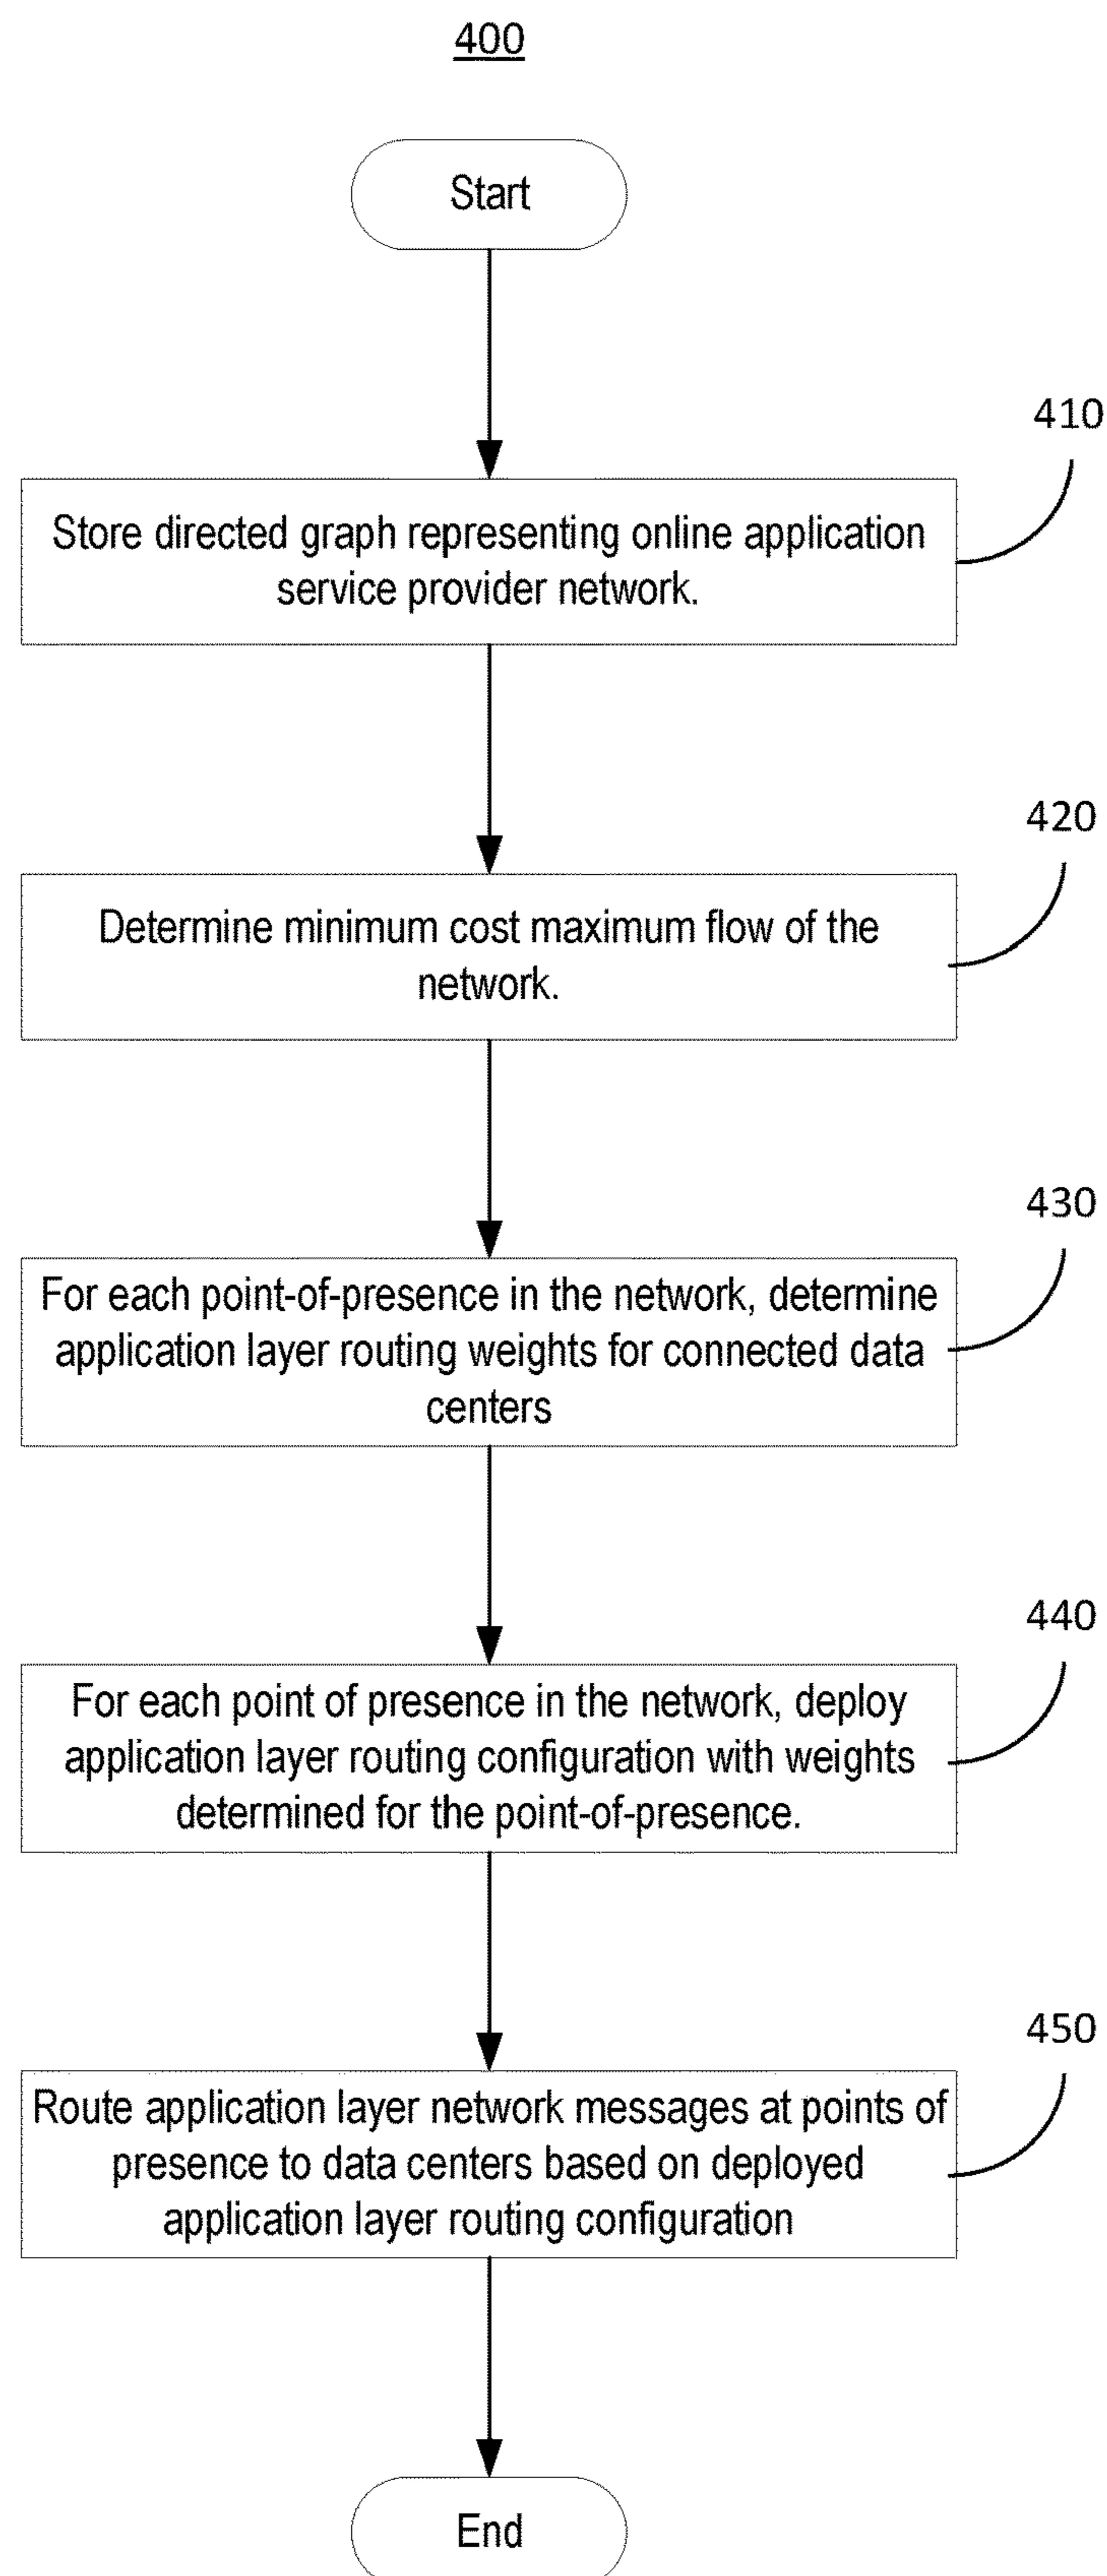 400
Start
410
Store directed graph representing online application
service provider network.
420
Determine minimum cost maximum flow of the
network.
430
For each point-of-presence in the network, determine
application layer routing weights for connected data
centers
440
For each point of presence in the network, deploy
application layer routing configuration with weights
determined for the point-of-presence.
450
Route application layer network messages at points of
presence to data centers based on deployed
application layer routing configuration
End